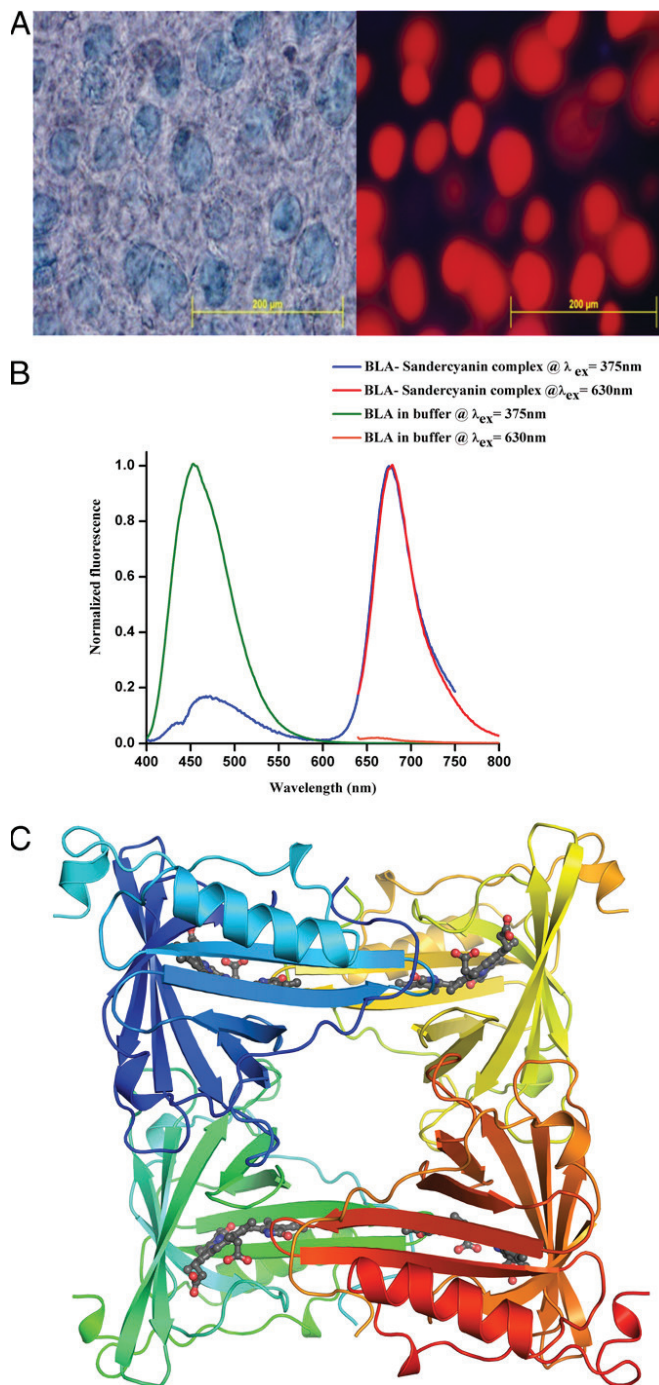 A
200 µm
200 µm
B
BLA- Sandercyanin complex @ λ ex= 375nm
BLA- Sandercyanin complex @λex= 630nm
BLA in buffer @ λex= 375nm
BLA in buffer @ λex= 630nm
1.0
0.8
0.6
0.4
0.2
0.0
Normalized fluorescence
400 450 500 550 600 650 700 750 800
Wavelength (nm)
C